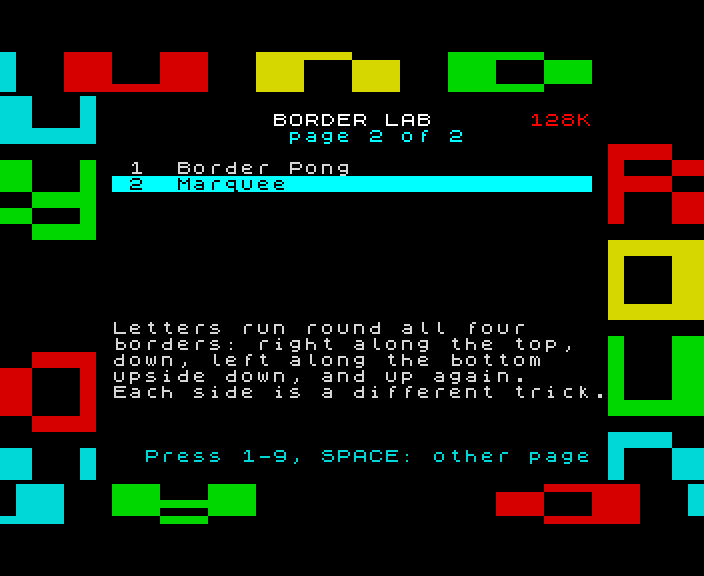 BORDER LAB 128K
page 2 of 2
1 Border Pong
2 Marquee
Letters run round all four
borders: right along the top,
down, left along the bottom
upside down, and up again.
Each side is a different trick.
Press 1-9, SPACE: other page